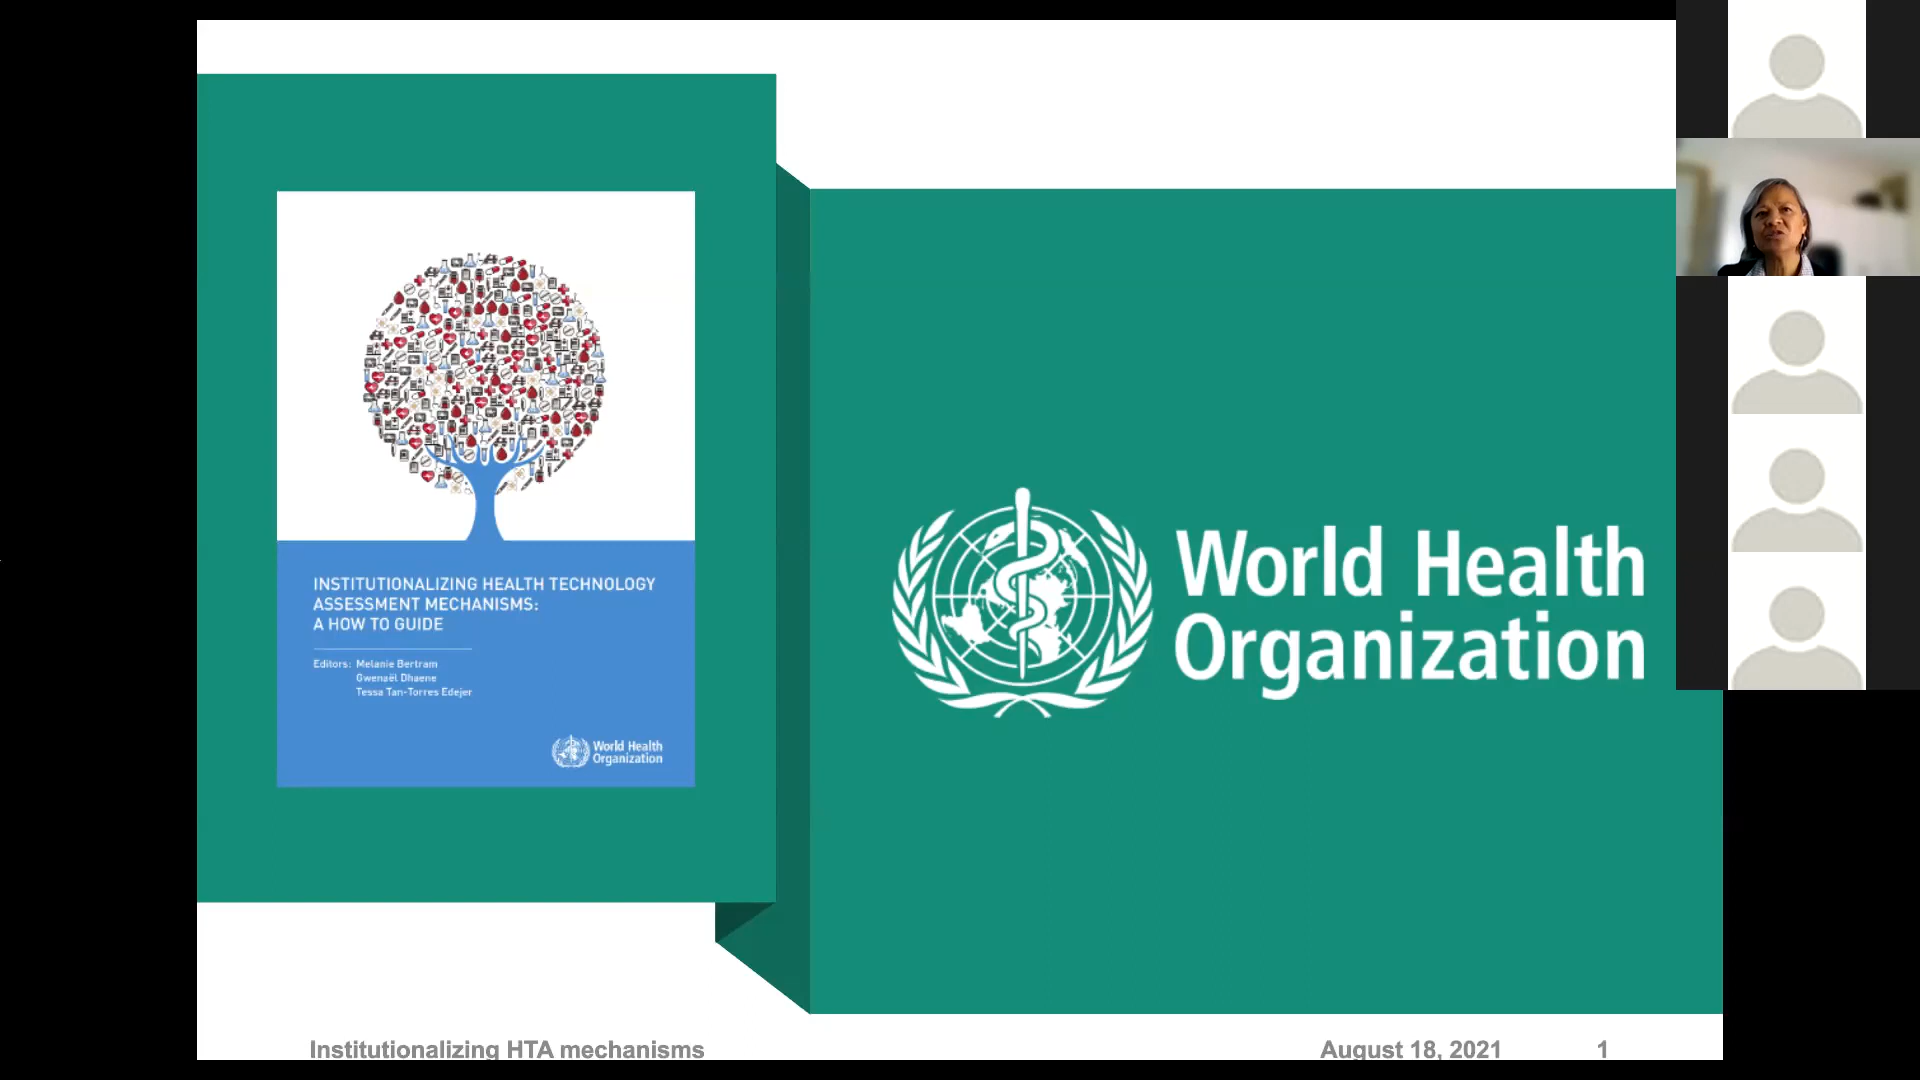 INSTITUTIONALIZING HEALTH TECHNOLOGY
ASSESSMENT MECHANISMS:
A HOW TO GUIDE
Editors: Melanie Bertram
Gwenaël Dhaene
Tessa Tan-Torres Edejer
World Health
Organization
World Health
Organization
Institutionalizing HTA mechanisms
August 18, 2021
1